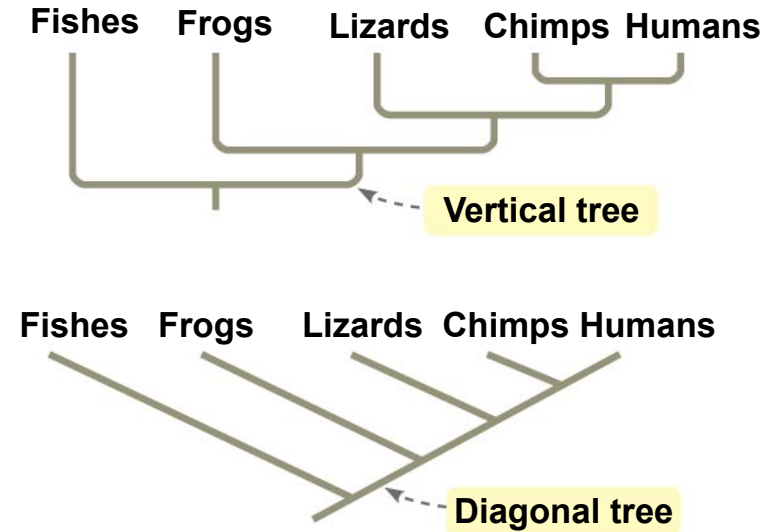 Fishes Frogs Lizards Chimps Humans
Vertical tree
Fishes Frogs Lizards Chimps Humans
Diagonal tree